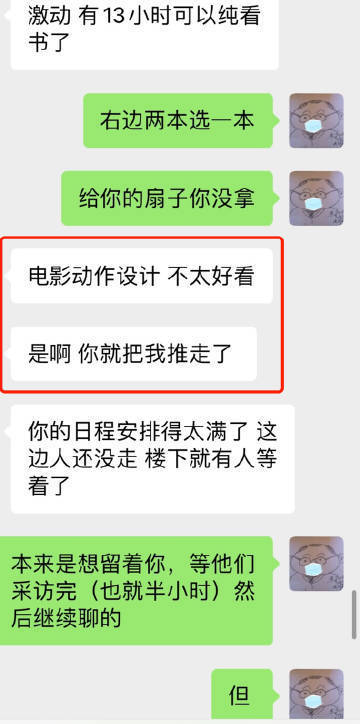 激动 有13小时可以纯看
书了
右边两本选一本
给你的扇子你没拿
电影动作设计 不太好看
是啊 你就把我推走了
你的日程安排得太满了 这
边人还没走 楼下就有人等
着了
本来是想留着你，等他们
采访完（也就半小时）然
后继续聊的
但